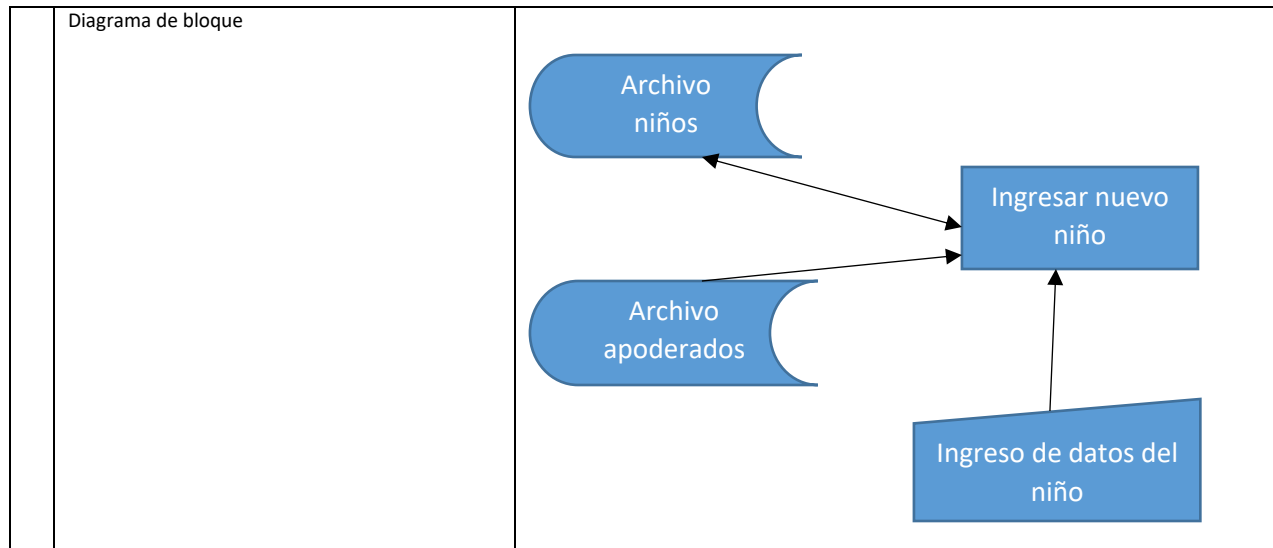 Diagrama de bloque
Archivo
niños
Ingresar nuevo
niño
Archivo
apoderados
Ingreso de datos del
niño